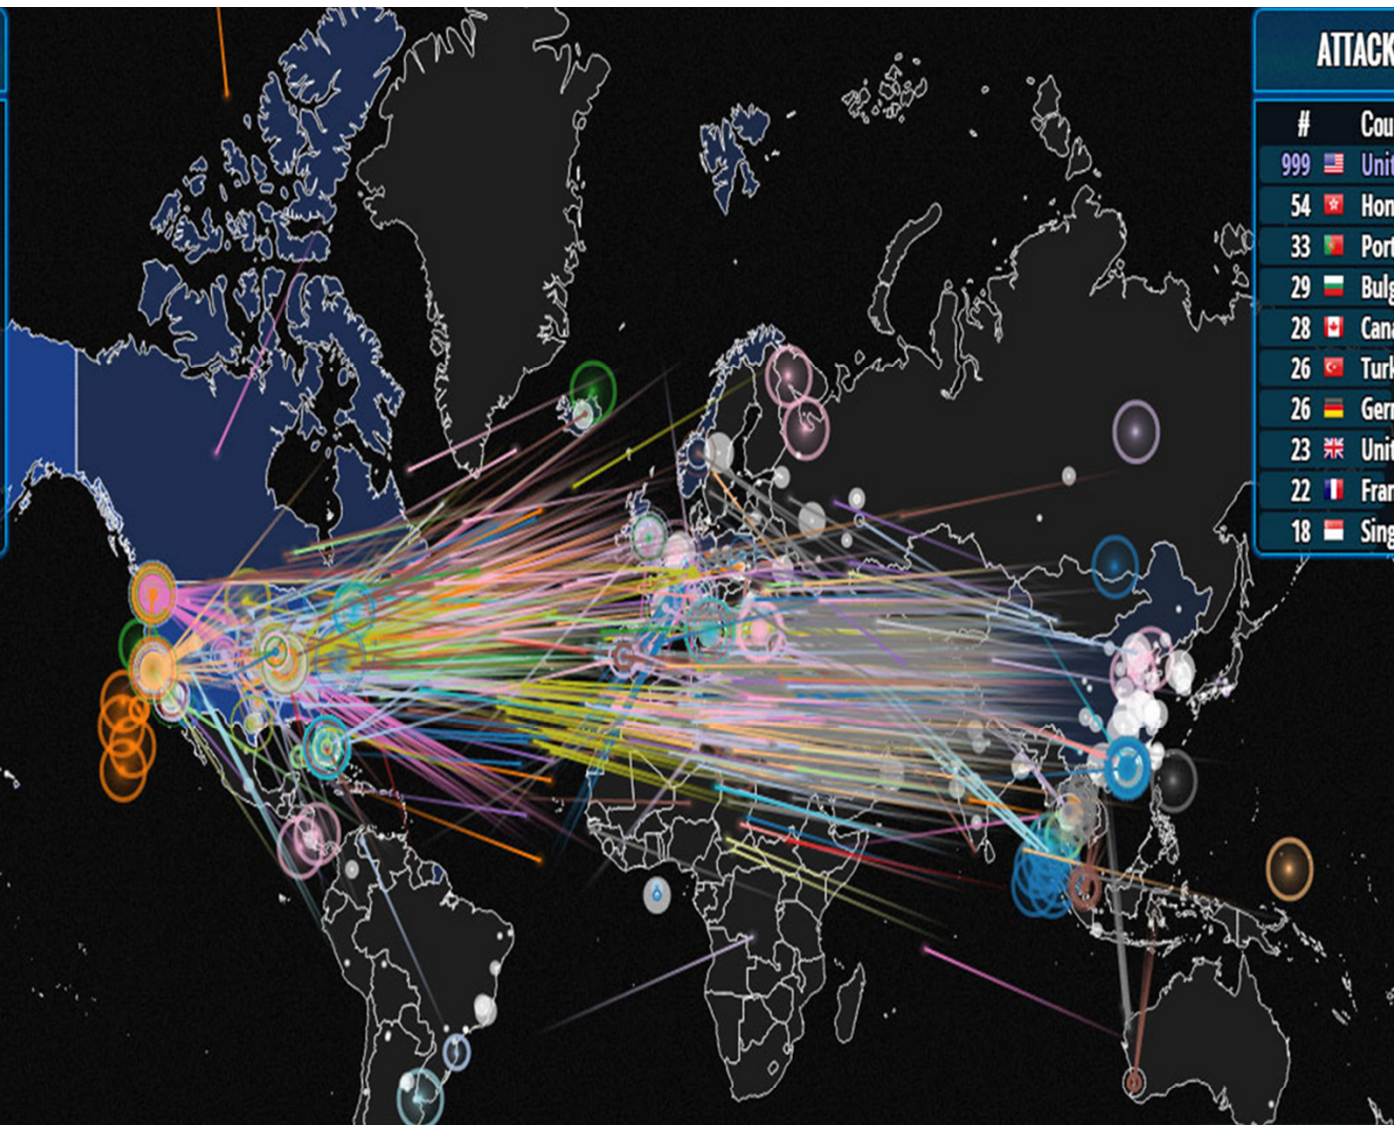 ATTACK
# Cou
999 Unit
54 Hon
33 Port
29 Bulg
28 Cana
26 Turk
26 Gerr
23 Unit
22 Fran
18 Sing